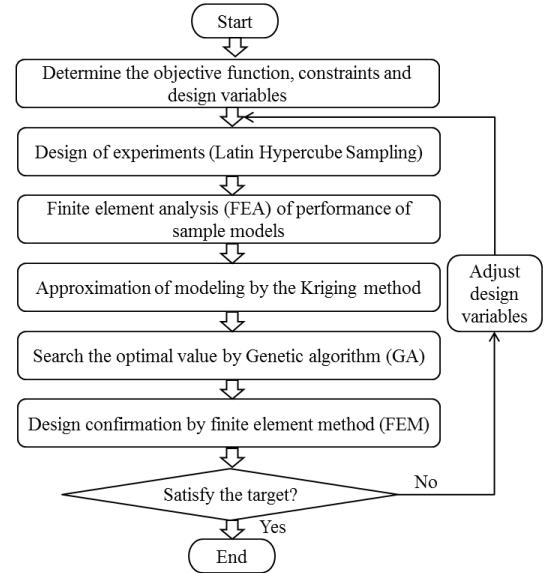 Start
Determine the objective function, constraints and
design variables
Design of experiments (Latin Hypercube Sampling)
Finite element analysis (FEA) of performance of
sample models
Approximation of modeling by the Kriging method
Search the optimal value by Genetic algorithm (GA)
Design confirmation by finite element method (FEM)
Satisfy the target?
No
Adjust
design
variables
Yes
End